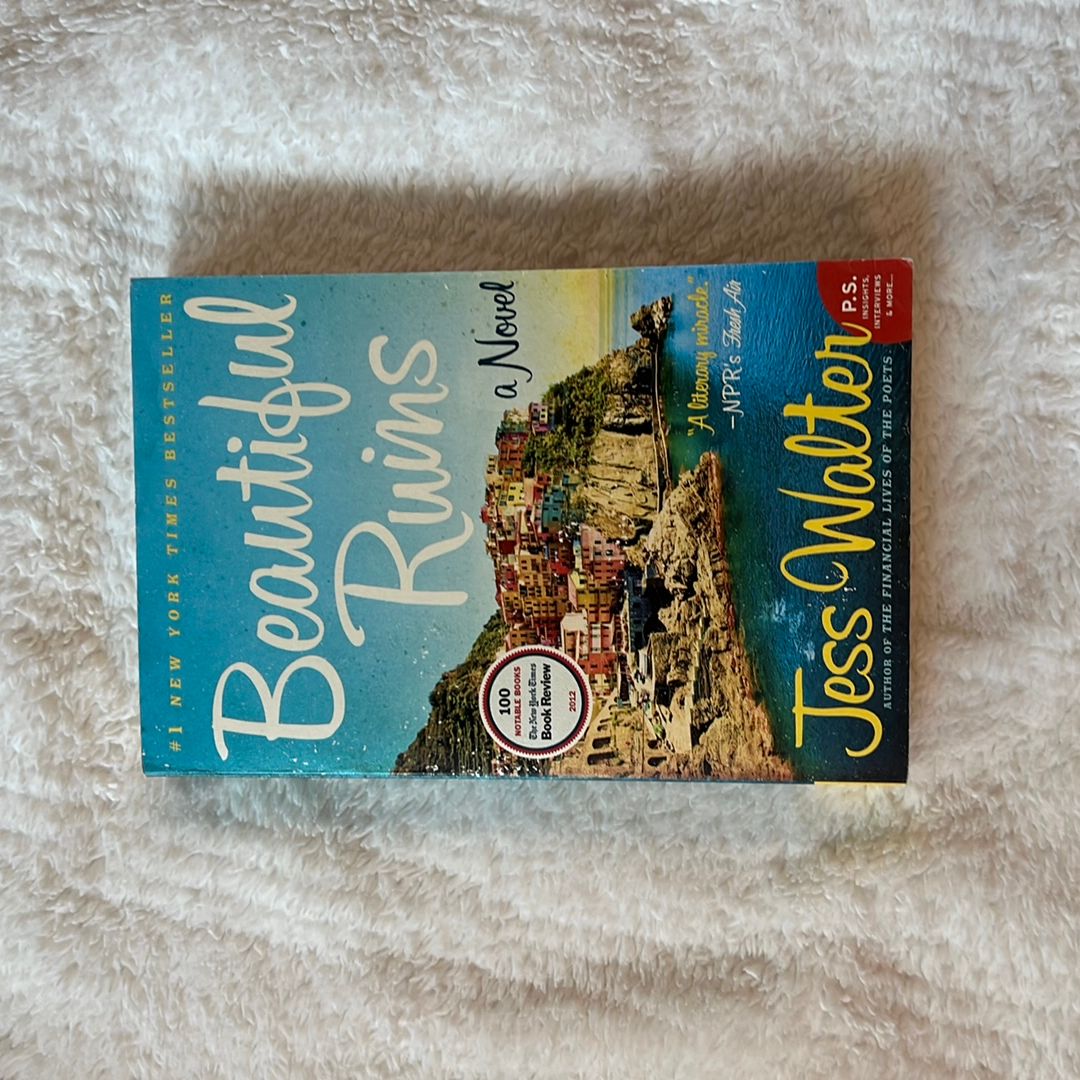 #1 NEW YORK TIMES BESTSELLER
Beautiful
Ruins
a Novel
100
NOTABLE BOOKS
The New York Times
Book Review
2012
"A literary miracle."
—NPR's Fresh Air
Jess Walter
P.S.
INSIGHTS,
INTERVIEWS
& MORE...
AUTHOR OF THE FINANCIAL LIVES OF THE POETS